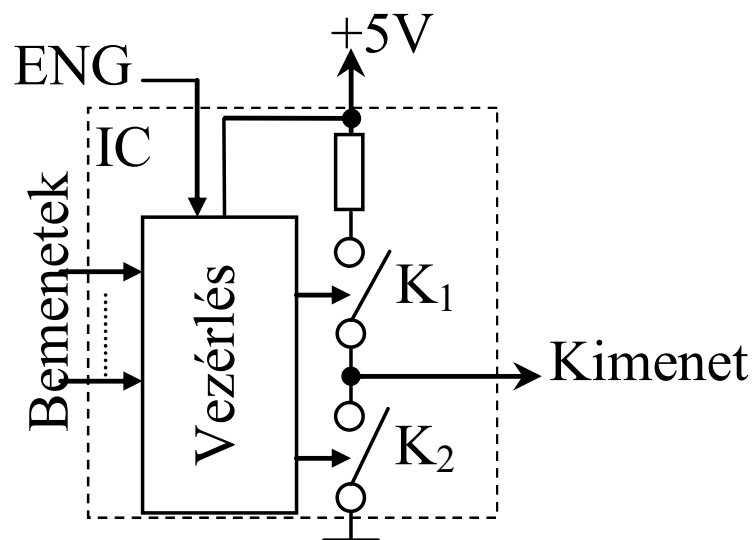 +5V
ENG
IC
Bemenetek
Vezérlés
K1
Kimenet
K2